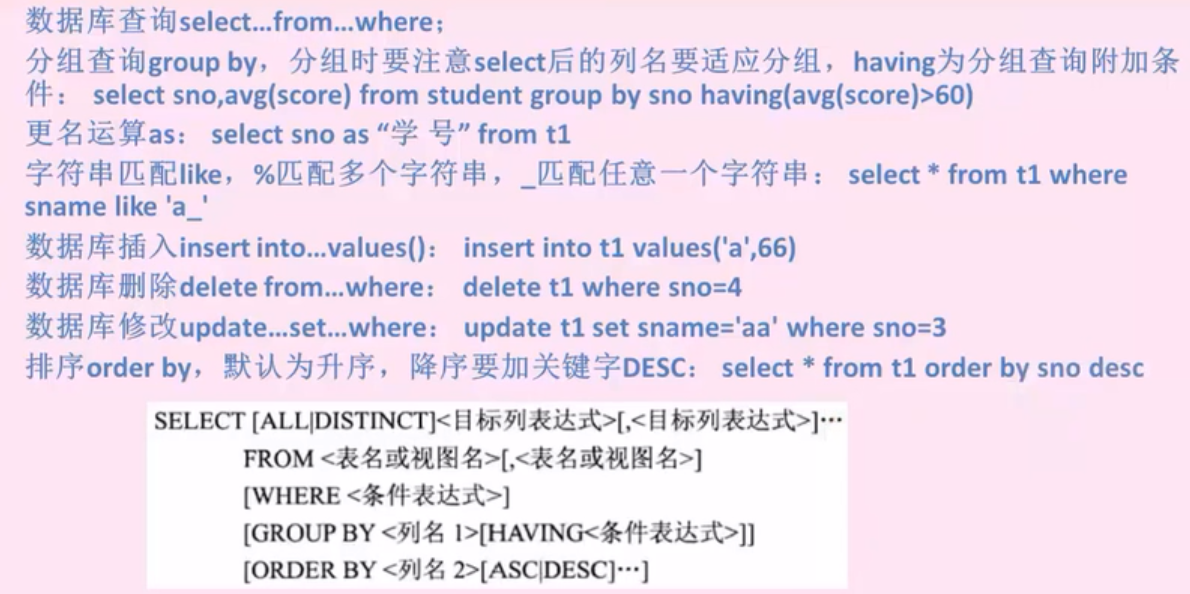 数据库查询select...from...where；
分组查询group by，分组时要注意select后的列名要适应分组，having为分组查询附加条
件： select sno,avg(score) from student group by sno having(avg(score)>60)
更名运算as： select sno as “学 号” from t1
字符串匹配like，%匹配多个字符串，_匹配任意一个字符串： select * from t1 where
sname like 'a_'
数据库插入insert into...values()： insert into t1 values('a',66)
数据库删除delete from...where： delete t1 where sno=4
数据库修改update...set...where： update t1 set sname='aa' where sno=3
排序order by，默认为升序，降序要加关键字DESC： select * from t1 order by sno desc
SELECT [ALL|DISTINCT]<目标列表达式>[,<目标列表达式>]…
FROM <表名或视图名>[,<表名或视图名>]
[WHERE <条件表达式>]
[GROUP BY <列名 1>[HAVING<条件表达式>]]
[ORDER BY <列名 2>[ASC|DESC]…]